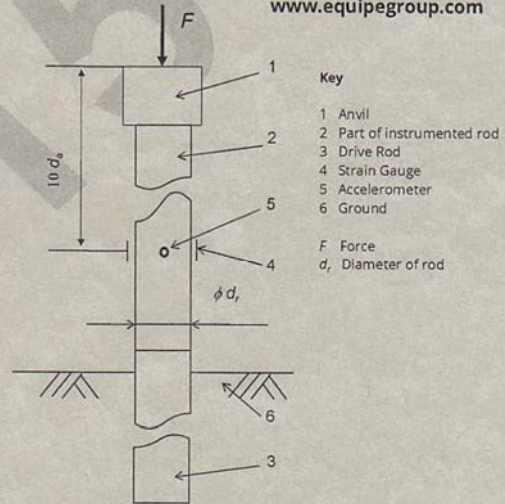 www.equipegroup.com
F
1
2
10 dₐ
5
4
ϕ dᵣ
6
3
Key
1 Anvil
2 Part of instrumented rod
3 Drive Rod
4 Strain Gauge
5 Accelerometer
6 Ground
F Force
dᵣ Diameter of rod